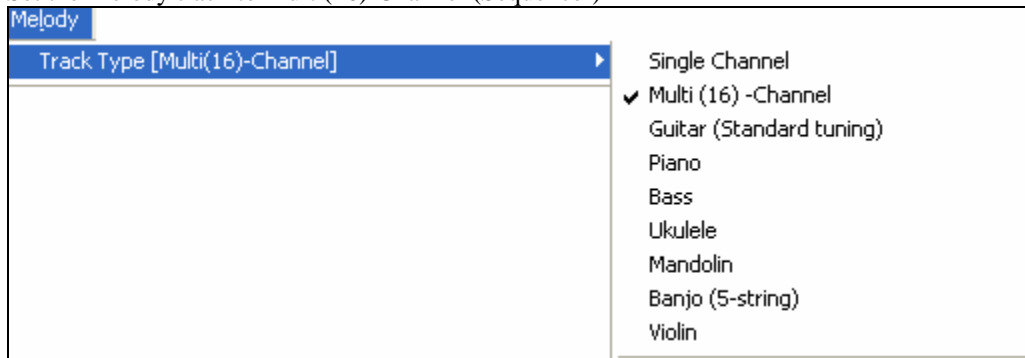 Melody
Track Type [Multi(16)-Channel]
Single Channel
Multi (16) -Channel
Guitar (Standard tuning)
Piano
Bass
Ukulele
Mandolin
Banjo (5-string)
Violin